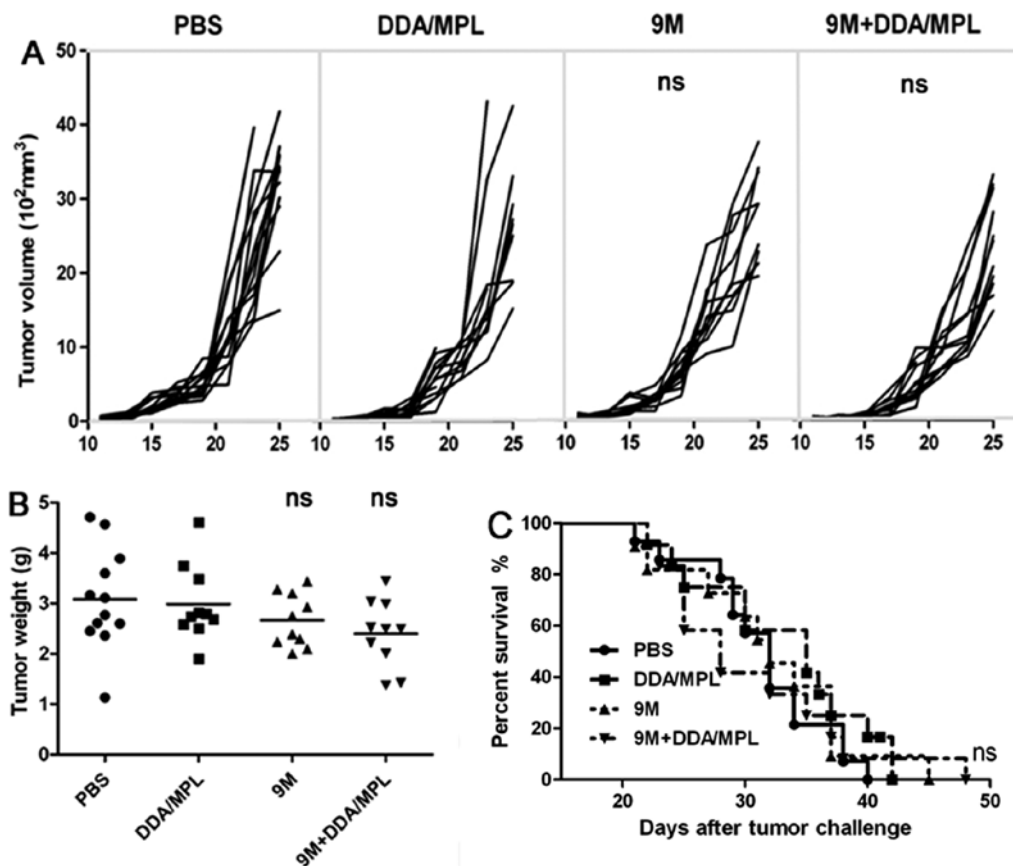 PBS DDA/MPL 9M 9M+DDA/MPL
A
50
40
30
20
10
0
Tumor volume (10²mm³)
ns ns
10 15 20 25 10 15 20 25 10 15 20 25 10 15 20 25
B
5
4
3
2
1
0
Tumor weight (g)
ns ns
PBS DDA/MPL 9M 9M+DDA/MPL
C
100
80
60
40
20
0
Percent survival %
PBS
DDA/MPL
9M
9M+DDA/MPL
ns
20 30 40 50
Days after tumor challenge